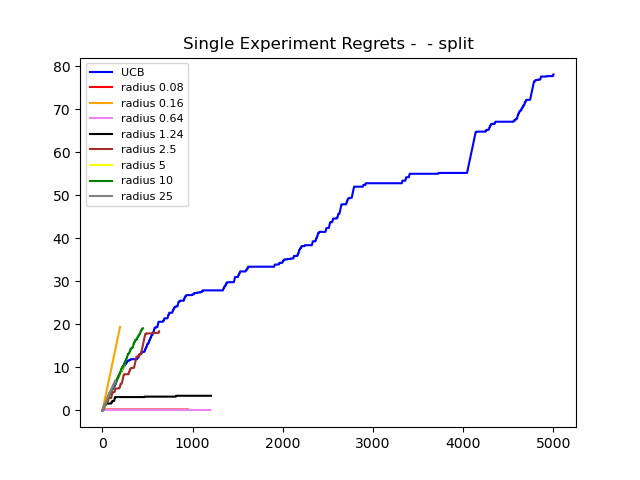 Single Experiment Regrets -  - split
UCB
radius 0.08
radius 0.16
radius 0.64
radius 1.24
radius 2.5
radius 5
radius 10
radius 25
80
70
60
50
40
30
20
10
0
0 1000 2000 3000 4000 5000